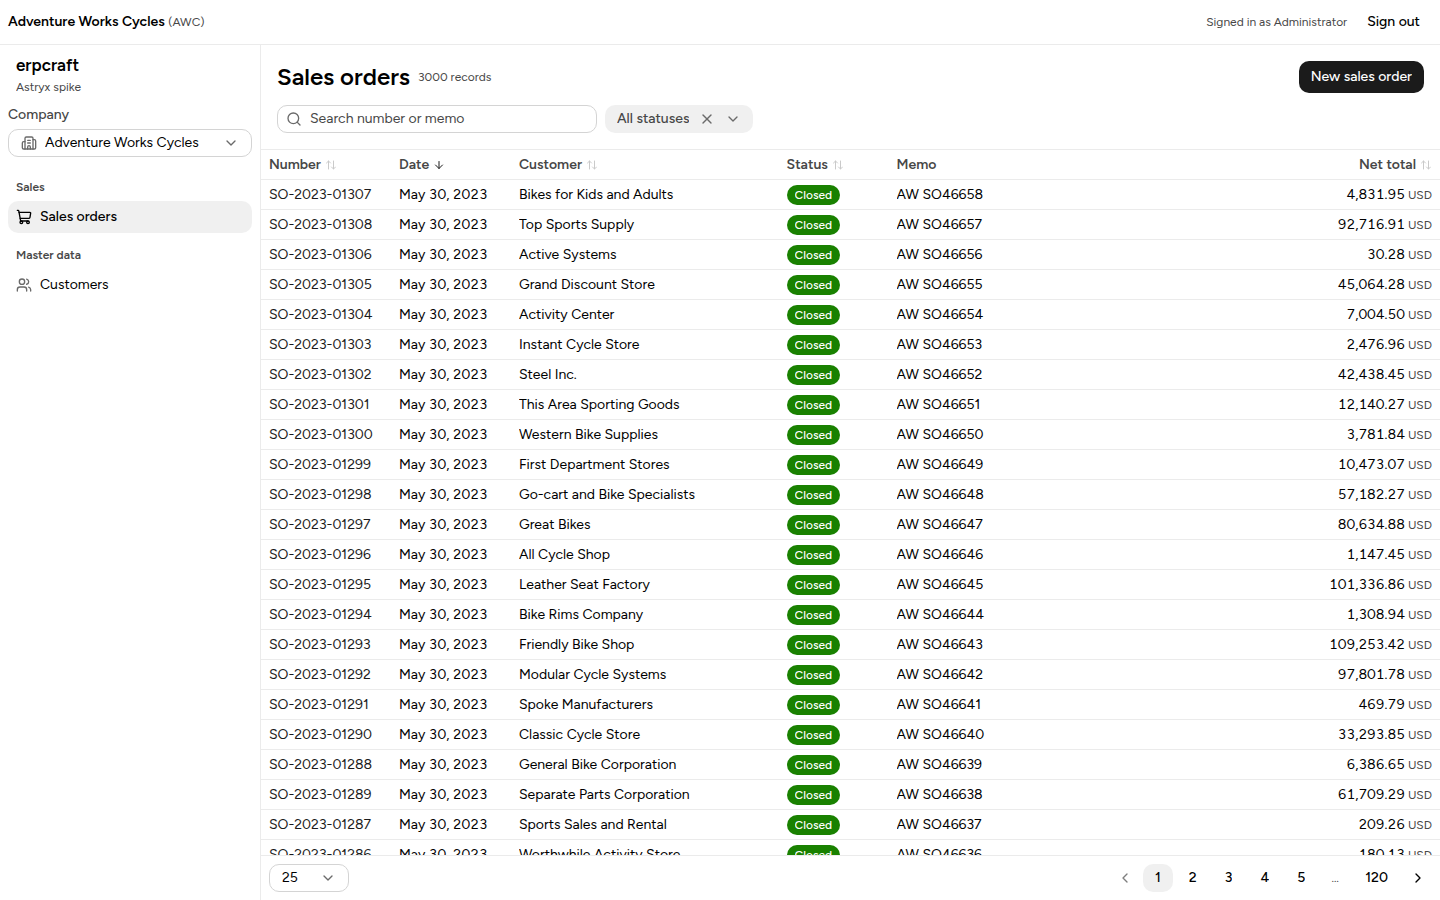 Adventure Works Cycles (AWC)
Signed in as Administrator
Sign out
erpcraft
Astryx spike
Company
Adventure Works Cycles
Sales
Sales orders
Master data
Customers
Sales orders 3000 records
New sales order
Search number or memo
All statuses
Number Date Customer Status Memo Net total
SO-2023-01307 May 30, 2023 Bikes for Kids and Adults Closed AW SO46658 4,831.95 USD
SO-2023-01308 May 30, 2023 Top Sports Supply Closed AW SO46657 92,716.91 USD
SO-2023-01306 May 30, 2023 Active Systems Closed AW SO46656 30.28 USD
SO-2023-01305 May 30, 2023 Grand Discount Store Closed AW SO46655 45,064.28 USD
SO-2023-01304 May 30, 2023 Activity Center Closed AW SO46654 7,004.50 USD
SO-2023-01303 May 30, 2023 Instant Cycle Store Closed AW SO46653 2,476.96 USD
SO-2023-01302 May 30, 2023 Steel Inc. Closed AW SO46652 42,438.45 USD
SO-2023-01301 May 30, 2023 This Area Sporting Goods Closed AW SO46651 12,140.27 USD
SO-2023-01300 May 30, 2023 Western Bike Supplies Closed AW SO46650 3,781.84 USD
SO-2023-01299 May 30, 2023 First Department Stores Closed AW SO46649 10,473.07 USD
SO-2023-01298 May 30, 2023 Go-cart and Bike Specialists Closed AW SO46648 57,182.27 USD
SO-2023-01297 May 30, 2023 Great Bikes Closed AW SO46647 80,634.88 USD
SO-2023-01296 May 30, 2023 All Cycle Shop Closed AW SO46646 1,147.45 USD
SO-2023-01295 May 30, 2023 Leather Seat Factory Closed AW SO46645 101,336.86 USD
SO-2023-01294 May 30, 2023 Bike Rims Company Closed AW SO46644 1,308.94 USD
SO-2023-01293 May 30, 2023 Friendly Bike Shop Closed AW SO46643 109,253.42 USD
SO-2023-01292 May 30, 2023 Modular Cycle Systems Closed AW SO46642 97,801.78 USD
SO-2023-01291 May 30, 2023 Spoke Manufacturers Closed AW SO46641 469.79 USD
SO-2023-01290 May 30, 2023 Classic Cycle Store Closed AW SO46640 33,293.85 USD
SO-2023-01288 May 30, 2023 General Bike Corporation Closed AW SO46639 6,386.65 USD
SO-2023-01289 May 30, 2023 Separate Parts Corporation Closed AW SO46638 61,709.29 USD
SO-2023-01287 May 30, 2023 Sports Sales and Rental Closed AW SO46637 209.26 USD
SO-2023-01286 May 30, 2023 Worthwhile Activity Store Closed AW SO46636 180.13 USD
25
1 2 3 4 5 ... 120